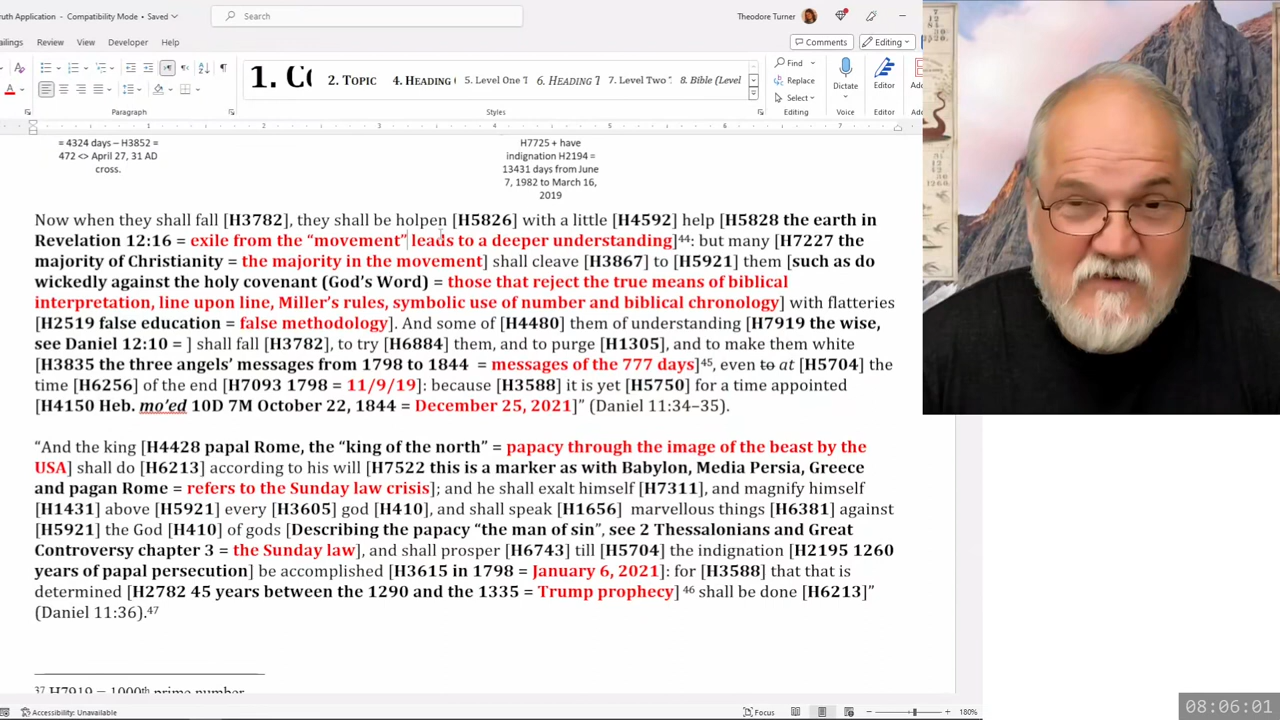 ruth Application - Compatibility Mode • Saved
Search
Theodore Turner
ailings Review View Developer Help
Comments
Editing
1. Cc 2. Topic 4. Heading 5. Level One T 6. Heading T 7. Level Two 8. Bible (Level
Find
Replace
Select
Dictate
Editor
Paragraph
Styles
Editing
Voice
Editor
1 2 3 4 5 6 7
= 4324 days – H3852 =
472 <> April 27, 31 AD
cross.
H7725 + have
indignation H2194 =
13431 days from June
7, 1982 to March 16,
2019
Now when they shall fall [H3782], they shall be holpen [H5826] with a little [H4592] help [H5828 the earth in
Revelation 12:16 = exile from the “movement” leads to a deeper understanding]44: but many [H7227 the
majority of Christianity = the majority in the movement] shall cleave [H3867] to [H5921] them [such as do
wickedly against the holy covenant (God’s Word) = those that reject the true means of biblical
interpretation, line upon line, Miller’s rules, symbolic use of number and biblical chronology] with flatteries
[H2519 false education = false methodology]. And some of [H4480] them of understanding [H7919 the wise,
see Daniel 12:10 = ] shall fall [H3782], to try [H6884] them, and to purge [H1305], and to make them white
[H3835 the three angels’ messages from 1798 to 1844 = messages of the 777 days]45, even to at [H5704] the
time [H6256] of the end [H7093 1798 = 11/9/19]: because [H3588] it is yet [H5750] for a time appointed
[H4150 Heb. mo’ed 10D 7M October 22, 1844 = December 25, 2021]” (Daniel 11:34–35).
“And the king [H4428 papal Rome, the “king of the north” = papacy through the image of the beast by the
USA] shall do [H6213] according to his will [H7522 this is a marker as with Babylon, Media Persia, Greece
and pagan Rome = refers to the Sunday law crisis]; and he shall exalt himself [H7311], and magnify himself
[H1431] above [H5921] every [H3605] god [H410], and shall speak [H1656] marvellous things [H6381] against
[H5921] the God [H410] of gods [Describing the papacy “the man of sin”, see 2 Thessalonians and Great
Controversy chapter 3 = the Sunday law], and shall prosper [H6743] till [H5704] the indignation [H2195 1260
years of papal persecution] be accomplished [H3615 in 1798 = January 6, 2021]: for [H3588] that that is
determined [H2782 45 years between the 1290 and the 1335 = Trump prophecy] 46 shall be done [H6213]”
(Daniel 11:36).47
37 H7919 = 1000th prime number
Accessibility: Unavailable
Focus
180%
08:06:01